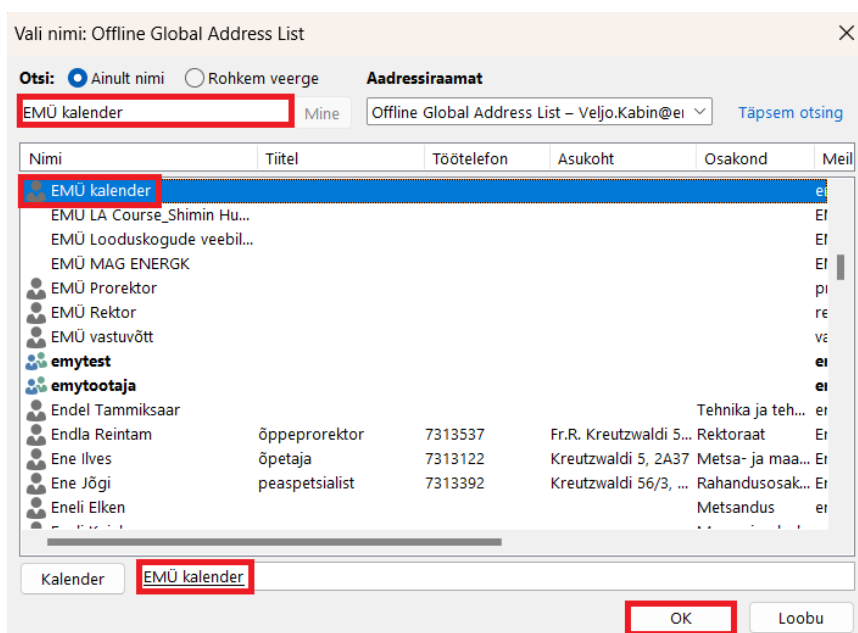 Vali nimi: Offline Global Address List
Otsi: Ainult nimi Rohkem veerge Aadressiraamat
EMÜ kalender Mine Offline Global Address List – Veljo.Kabin@ei Täpsem otsing
Nimi Tiitel Töötelefon Asukoht Osakond Meil
EMÜ kalender
EMÜ LA Course_Shimin Hu...
EMÜ Looduskogude veebil...
EMÜ MAG ENERGK
EMÜ Prorektor
EMÜ Rektor re
EMÜ vastuvõtt va
emytest
emytootaja
Endel Tammiksaar Tehnika ja teh...
Endla Reintam õppeprorektor 7313537 Fr.R. Kreutzwaldi 5... Rektoraat
Ene Ilves õpetaja 7313122 Kreutzwaldi 5, 2A37 Metsa- ja maa...
Ene Jõgi peaspetsialist 7313392 Kreutzwaldi 56/3, ... Rahandusosak...
Eneli Elken Metsandus
Kalender EMÜ kalender
OK Loobu